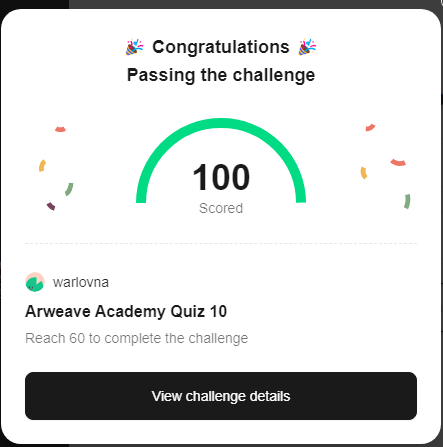 🎉 Congratulations 🎉
Passing the challenge
100
Scored
warlovna
Arweave Academy Quiz 10
Reach 60 to complete the challenge
View challenge details